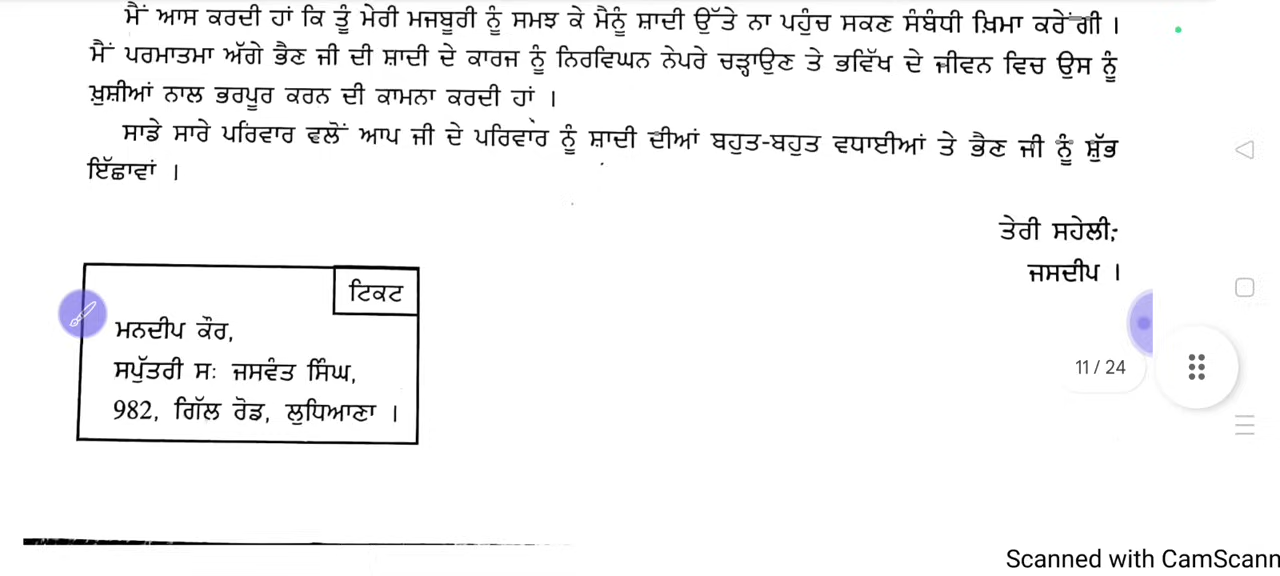 ਮੈਂ ਆਸ ਕਰਦੀ ਹਾਂ ਕਿ ਤੂੰ ਮੇਰੀ ਮਜਬੂਰੀ ਨੂੰ ਸਮਝ ਕੇ ਮੈਨੂੰ ਸ਼ਾਦੀ ਉੱਤੇ ਨਾ ਪਹੁੰਚ ਸਕਣ ਸੰਬੰਧੀ ਖ਼ਿਮਾ ਕਰੇਂਗੀ ।
ਮੈਂ ਪਰਮਾਤਮਾ ਅੱਗੇ ਭੈਣ ਜੀ ਦੀ ਸ਼ਾਦੀ ਦੇ ਕਾਰਜ ਨੂੰ ਨਿਰਵਿਘਨ ਨੇਪਰੇ ਚੜ੍ਹਾਉਣ ਤੇ ਭਵਿੱਖ ਦੇ ਜੀਵਨ ਵਿਚ ਉਸ ਨੂੰ
ਖ਼ੁਸ਼ੀਆਂ ਨਾਲ ਭਰਪੂਰ ਕਰਨ ਦੀ ਕਾਮਨਾ ਕਰਦੀ ਹਾਂ ।
ਸਾਡੇ ਸਾਰੇ ਪਰਿਵਾਰ ਵਲੋਂ ਆਪ ਜੀ ਦੇ ਪਰਿਵਾਰ ਨੂੰ ਸ਼ਾਦੀ ਦੀਆਂ ਬਹੁਤ-ਬਹੁਤ ਵਧਾਈਆਂ ਤੇ ਭੈਣ ਜੀ ਨੂੰ ਸ਼ੁੱਭ
ਇੱਛਾਵਾਂ ।
ਤੇਰੀ ਸਹੇਲੀ;
ਜਸਦੀਪ ।
ਟਿਕਟ
ਮਨਦੀਪ ਕੌਰ,
ਸਪੁੱਤਰੀ ਸਃ ਜਸਵੰਤ ਸਿੰਘ,
982, ਗਿੱਲ ਰੋਡ, ਲੁਧਿਆਣਾ ।
11 / 24
Scanned with CamScann